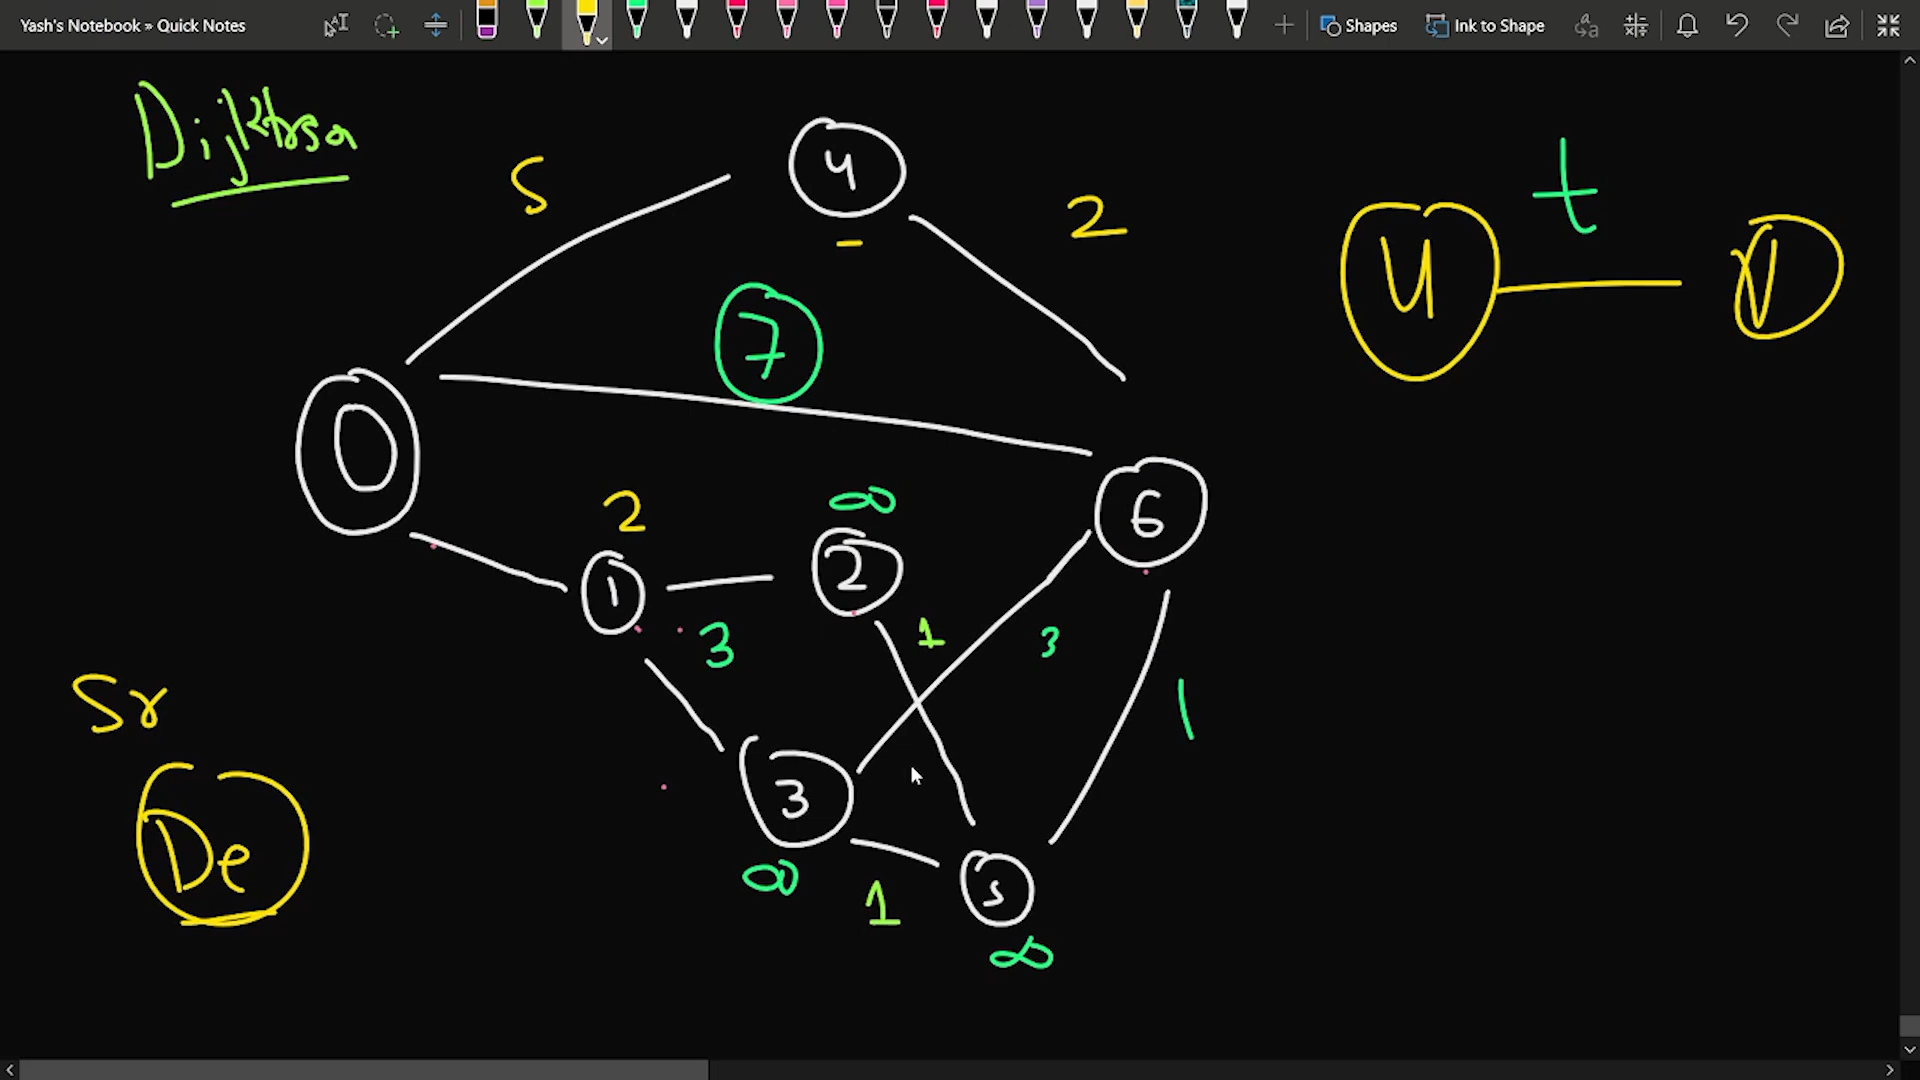 Yash's Notebook » Quick Notes
Shapes
Ink to Shape
Dijktrsa
5
4
2
t
U
V
7
0
2
∞
6
1
2
3
1
3
1
Sr
3
De
∞
1
5
∞